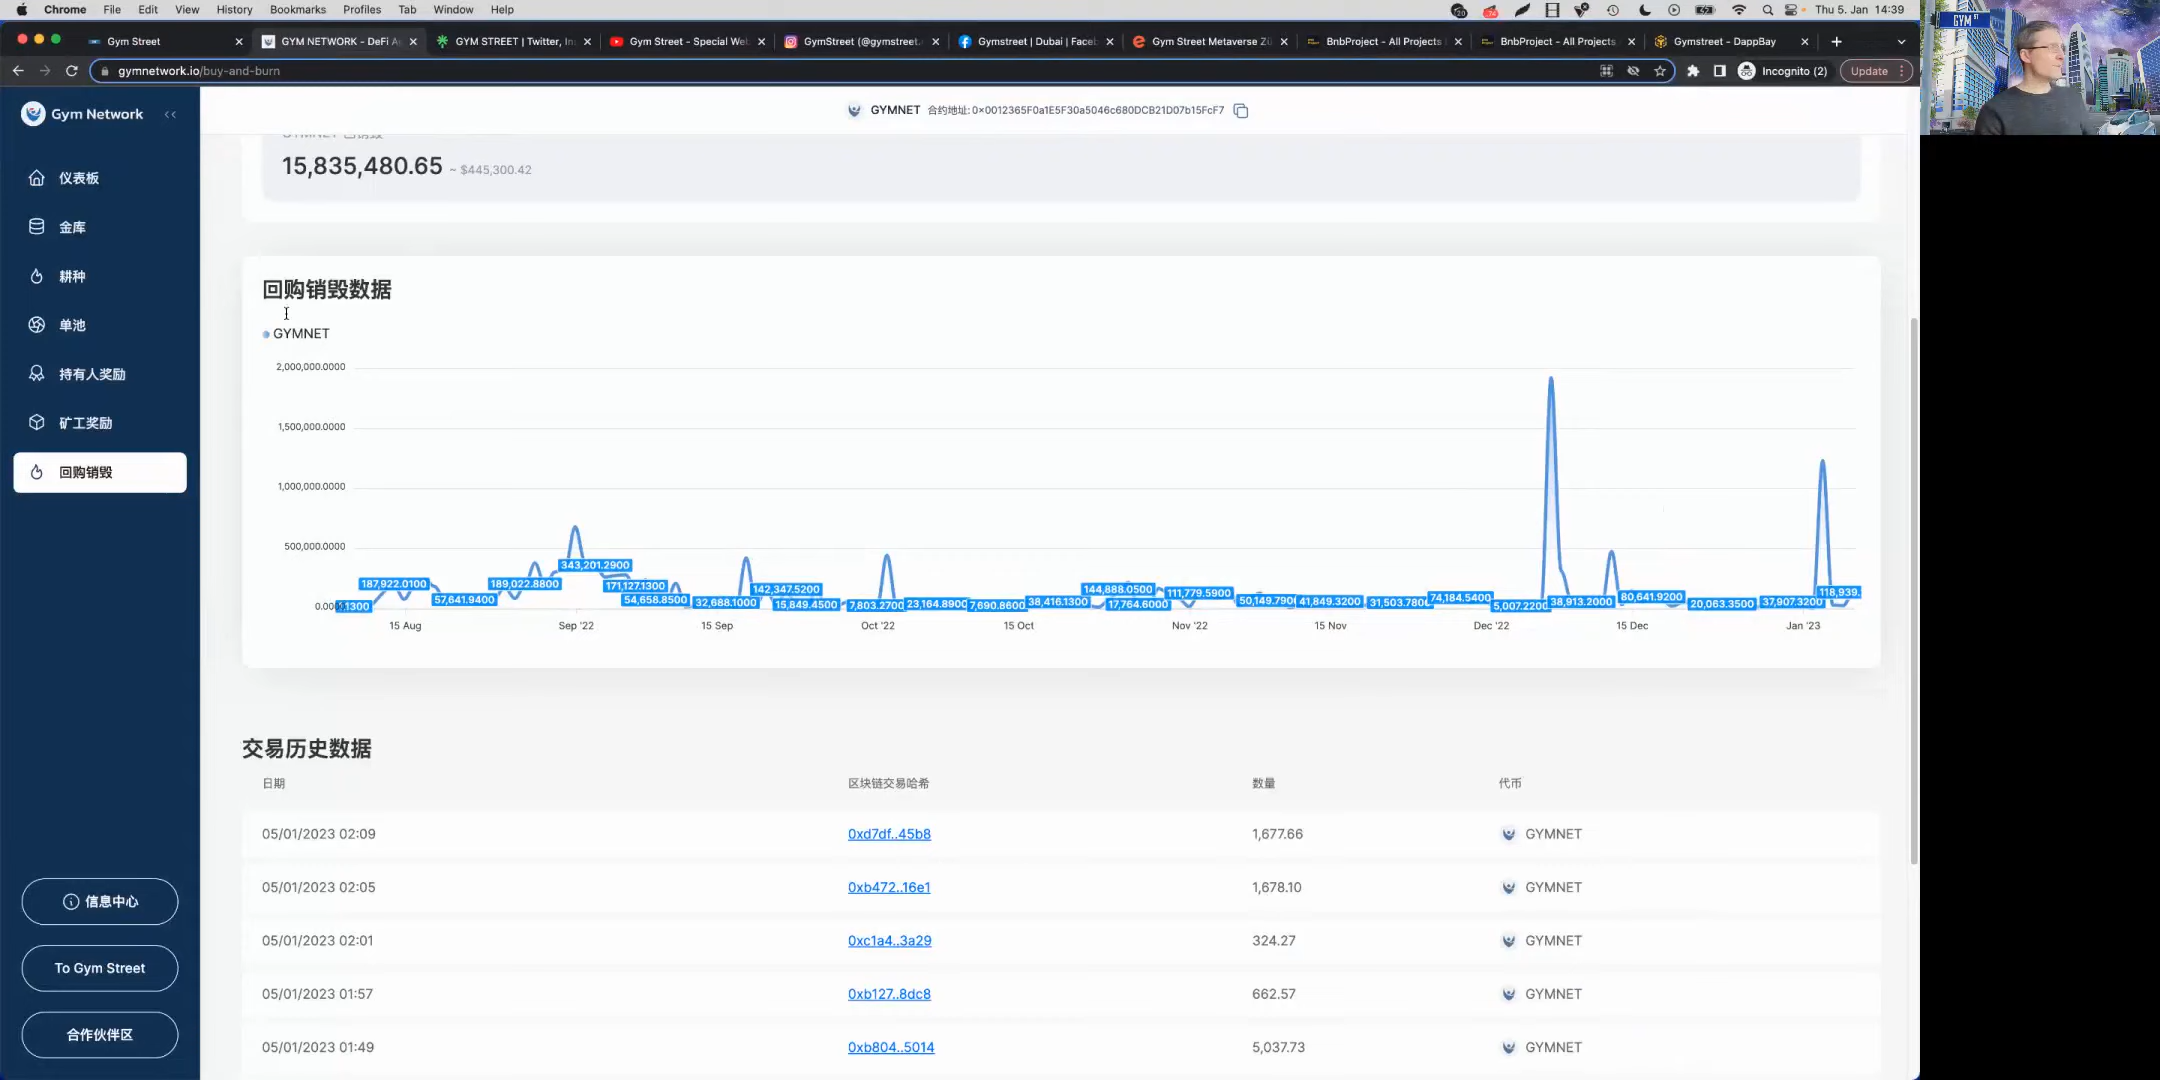 Chrome File Edit View History Bookmarks Profiles Tab Window Help Thu 5. Jan 14:39
Gym Street GYM NETWORK - DeFi A GYM STREET | Twitter, In Gym Street - Special We GymStreet (@gymstreet. Gymstreet | Dubai | Face Gym Street Metaverse Zü BnbProject - All Projects BnbProject - All Projects Gymstreet - DappBay
gymnetwork.io/buy-and-burn Incognito (2) Update
GYM ST
Gym Network
GYMNET 合约地址: 0x0012365F0a1E5F30a5046c680DCB21D07b15FcF7
仪表板
金库
耕种
单池
持有人奖励
矿工奖励
回购销毁
信息中心
To Gym Street
合作伙伴区
15,835,480.65 ~ $445,300.42
回购销毁数据
GYMNET
2,000,000.0000
1,500,000.0000
1,000,000.0000
500,000.0000
187,922.0100 57,641.9400 189,022.8800 343,201.2900 171,127.1300 54,658.8500 32,688.1000 142,347.5200 15,849.4500 7,803.2700 23,164.8900 7,690.8600 38,416.1300 144,888.0500 17,764.6000 111,779.5900 50,149.790 41,849.3200 31,503.780 74,184.5400 5,007.2200 38,913.2000 80,641.9200 20,063.3500 37,907.3200 118,939.
15 Aug Sep '22 15 Sep Oct '22 15 Oct Nov '22 15 Nov Dec '22 15 Dec Jan '23
交易历史数据
日期 区块链交易哈希 数量 代币
05/01/2023 02:09 0xd7df..45b8 1,677.66 GYMNET
05/01/2023 02:05 0xb472..16e1 1,678.10 GYMNET
05/01/2023 02:01 0xc1a4..3a29 324.27 GYMNET
05/01/2023 01:57 0xb127..8dc8 662.57 GYMNET
05/01/2023 01:49 0xb804..5014 5,037.73 GYMNET